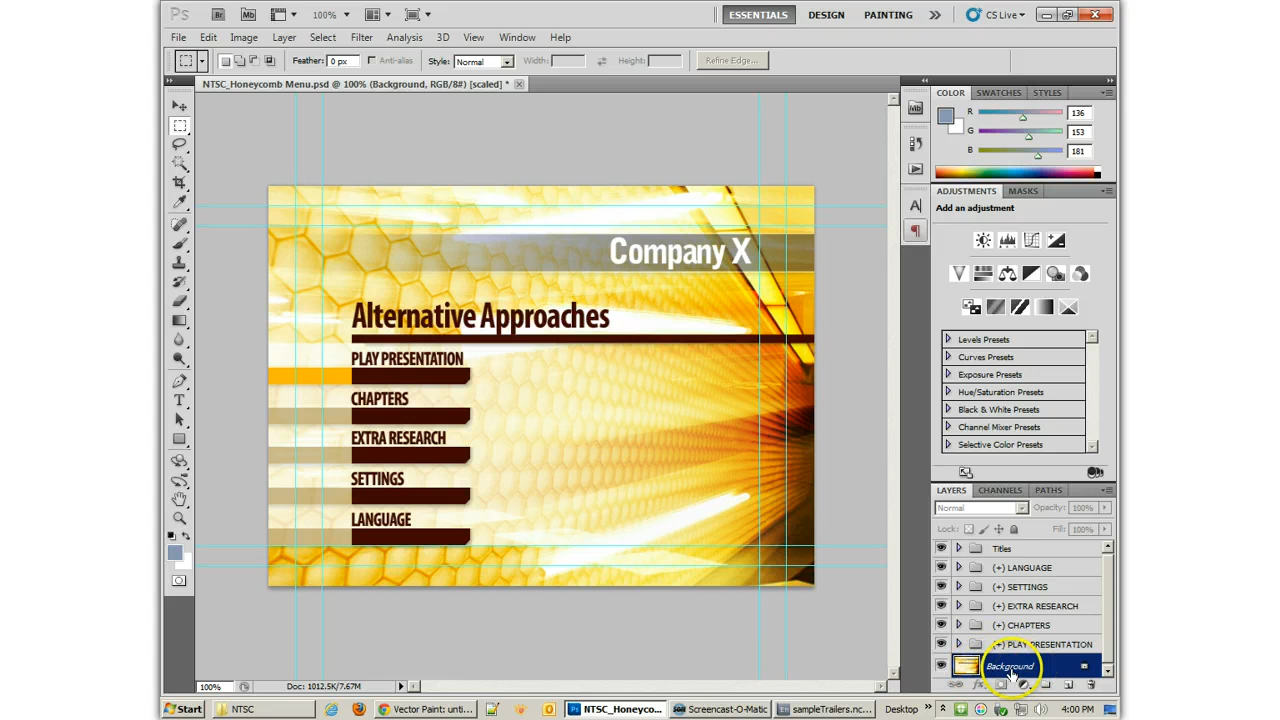 Ps Br Mb 100% ESSENTIALS DESIGN PAINTING CS Live
File Edit Image Layer Select Filter Analysis 3D View Window Help
Feather: 0 px Anti-alias Style: Normal Width: Height: Refine Edge...
NTSC_Honeycomb Menu.psd @ 100% (Background, RGB/8#) [scaled] *
COLOR SWATCHES STYLES
R 136
G 153
B 181
ADJUSTMENTS MASKS
Add an adjustment
Company X
Alternative Approaches
PLAY PRESENTATION
CHAPTERS
EXTRA RESEARCH
SETTINGS
LANGUAGE
Levels Presets
Curves Presets
Exposure Presets
Hue/Saturation Presets
Black & White Presets
Channel Mixer Presets
Selective Color Presets
LAYERS CHANNELS PATHS
Normal Opacity: 100%
Lock: Fill: 100%
Titles
(+) LANGUAGE
(+) SETTINGS
(+) EXTRA RESEARCH
(+) CHAPTERS
(+) PLAY PRESENTATION
Background
100% Doc: 1012.5K/7.67M
Start NTSC Vector Paint: unti... NTSC_Honeyco... Screencast-O-Matic sampleTrailers.nc... Desktop 4:00 PM